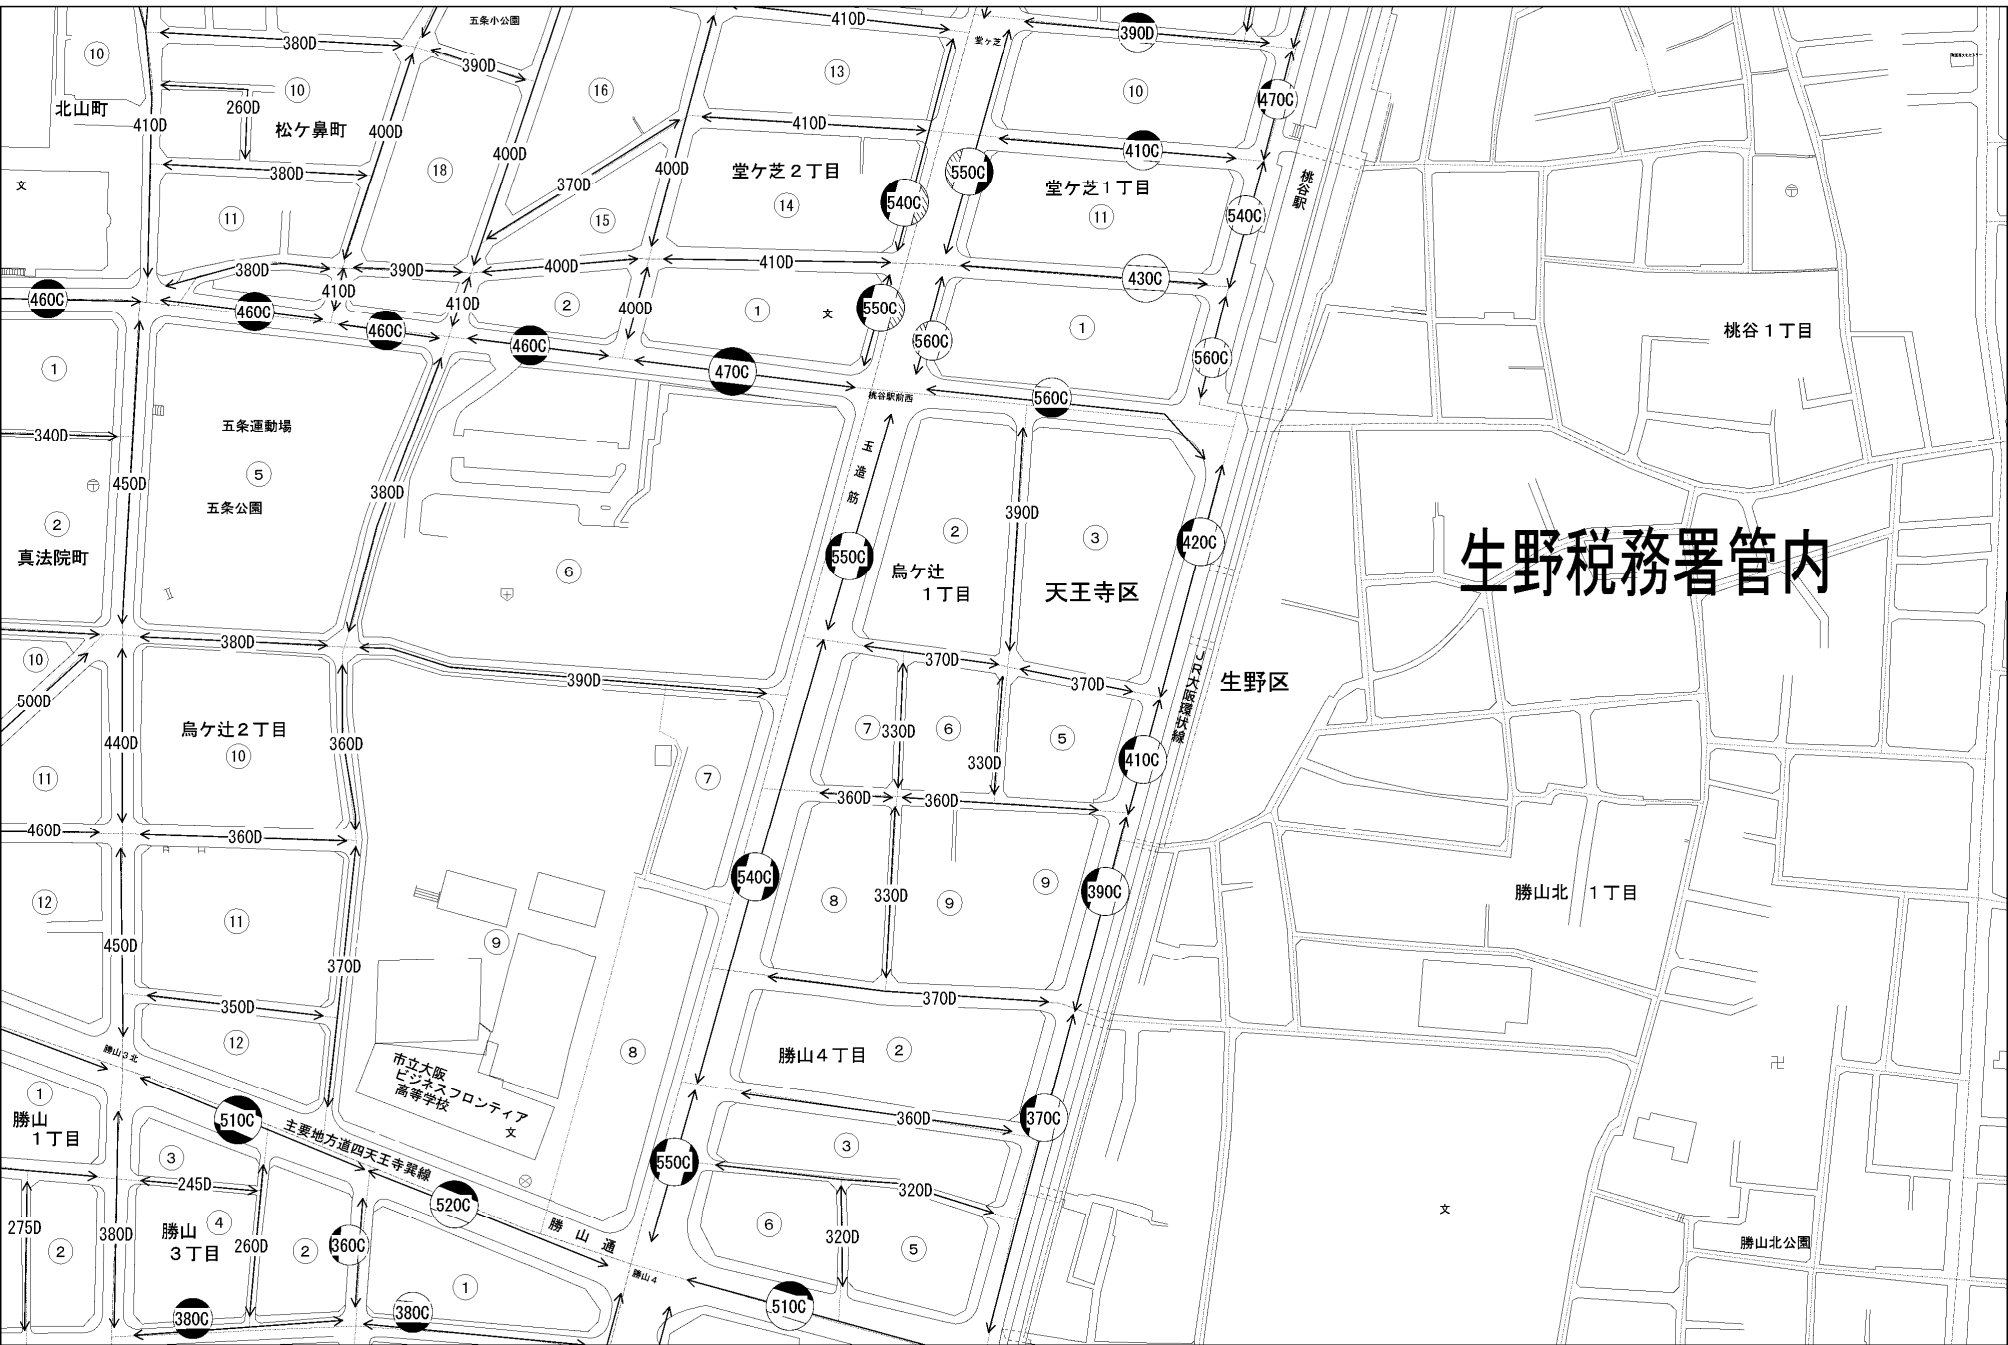 五条小公園
410D
390D
堂ケ芝
380D
390D
⑩
⑬
⑩
⑩
⑯
470C
北山町
410D
260D
松ケ鼻町
400D
410D
410C
400D
380D
⑱
370D
400D
堂ケ芝2丁目
550C
堂ケ芝1丁目
桃谷駅
文
⑪
⑮
⑭
540C
⑪
540C
380D
390D
400D
410D
430C
460C
460C
410D
410D
②
400D
①
文
550C
560C
①
桃谷1丁目
460C
460C
470C
560C
①
桃谷駅前西
560C
340D
五条運動場
玉造筋
450D
⑤
380D
390D
②
五条公園
②
③
真法院町
⑥
550C
420C
烏ケ辻
1丁目
天王寺区
生野税務署管内
380D
370D
370D
⑩
390D
JR大阪環状線
生野区
500D
烏ケ辻2丁目
440D
⑩
360D
⑦
330D
⑥
330D
⑤
410C
⑪
⑦
460D
360D
360D
360D
540C
390C
⑫
⑪
⑧
330D
⑨
⑨
勝山北 1丁目
450D
370D
⑨
350D
370D
⑫
勝山3北
市立大阪
ビジネスフロンティア
高等学校
文
⑧
勝山4丁目
②
①
勝山
1丁目
510C
主要地方道四天王寺巽線
360D
370C
③
③
550C
245D
520C
320D
275D
②
380D
勝山
3丁目
④
260D
②
360C
勝山通
⑥
320D
⑤
文
勝山北公園
①
勝山4
380C
380C
510C